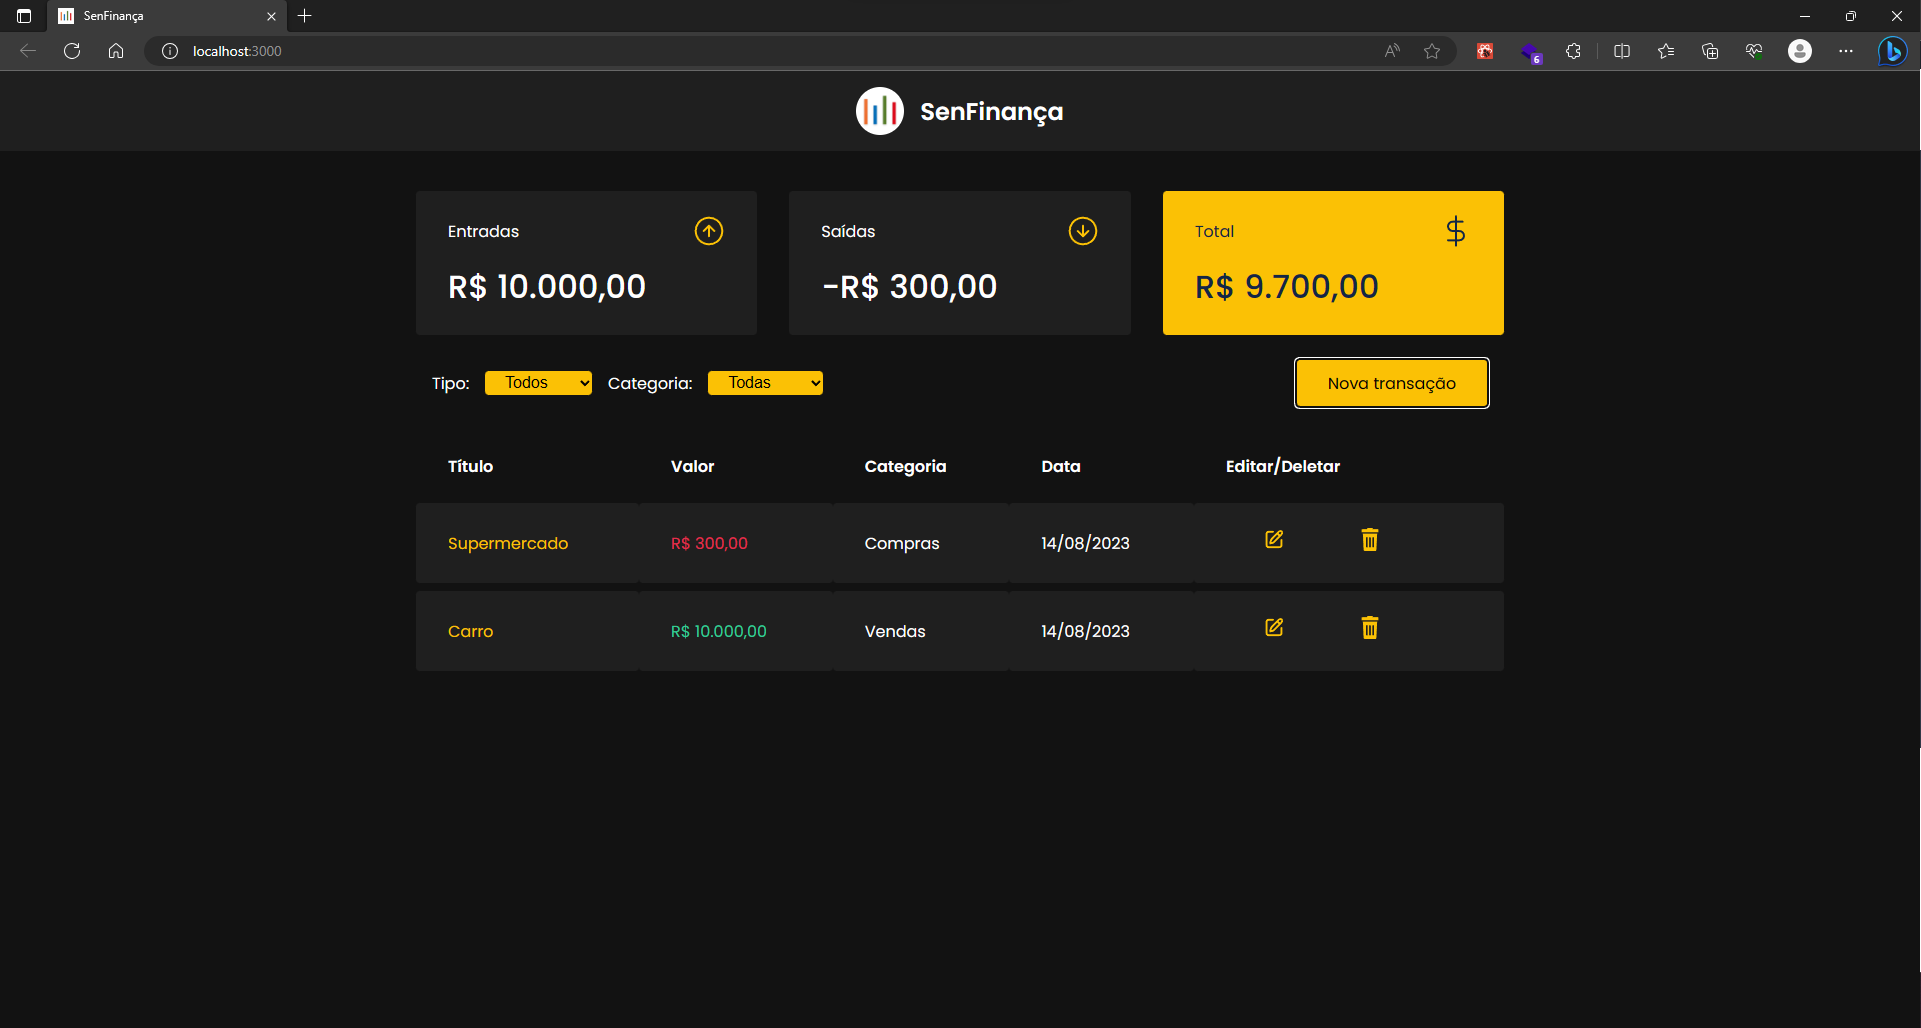 SenFinança
localhost:3000
6
SenFinança
Entradas
Saídas
Total
R$ 10.000,00
-R$ 300,00
R$ 9.700,00
Tipo: Todos Categoria: Todas Nova transação
Título Valor Categoria Data Editar/Deletar
Supermercado R$ 300,00 Compras 14/08/2023
Carro R$ 10.000,00 Vendas 14/08/2023